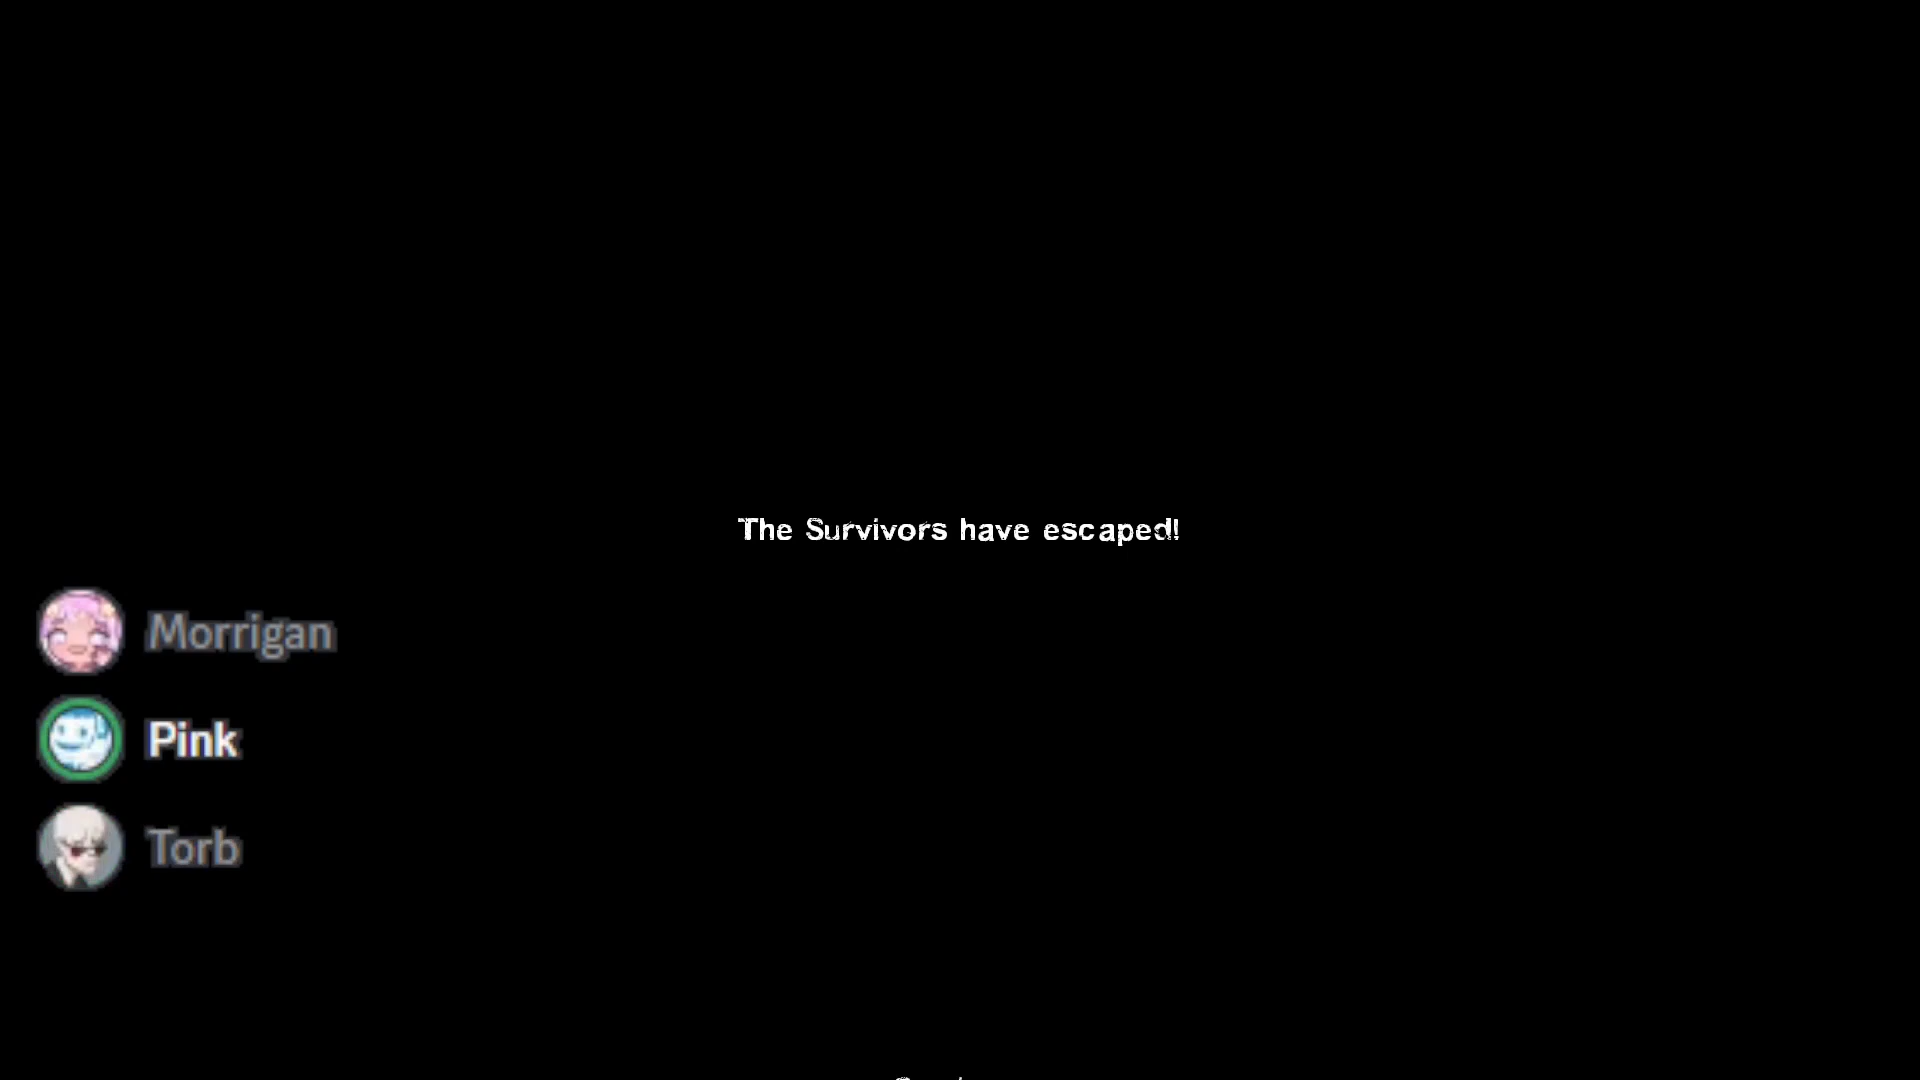 The Survivors have escaped!
Morrigan
Pink
Torb